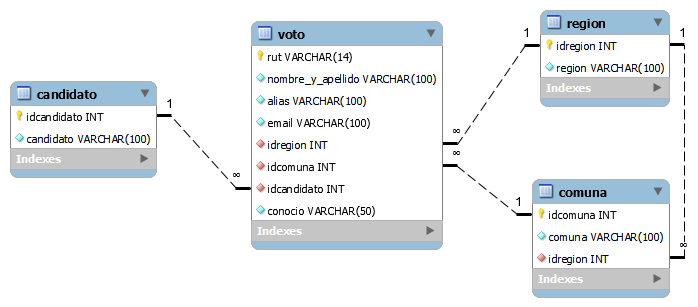 candidato
idcandidato INT
candidato VARCHAR(100)
Indexes
1
∞
voto
rut VARCHAR(14)
nombre_y_apellido VARCHAR(100)
alias VARCHAR(100)
email VARCHAR(100)
idregion INT
idcomuna INT
idcandidato INT
conocio VARCHAR(50)
Indexes
∞
∞
1
1
region
idregion INT
region VARCHAR(100)
Indexes
1
∞
comuna
idcomuna INT
comuna VARCHAR(100)
idregion INT
Indexes